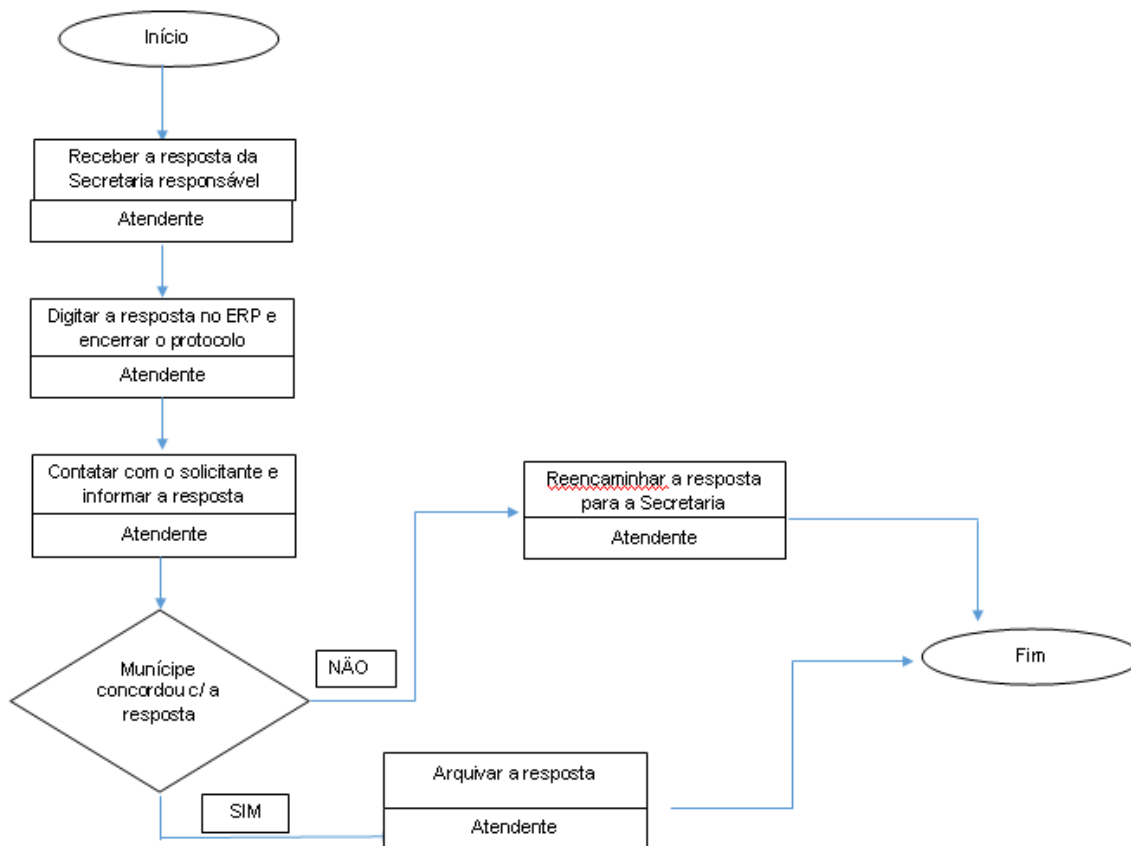 Início
Receber a resposta da
Secretaria responsável
Atendente
Digitar a resposta no ERP e
encerrar o protocolo
Atendente
Contatar com o solicitante e
informar a resposta
Atendente
Reencaminhar a resposta
para a Secretaria
Atendente
Munícipe
concordou c/ a
resposta
NÄO
Fim
Arquivar a resposta
Atendente
SIM